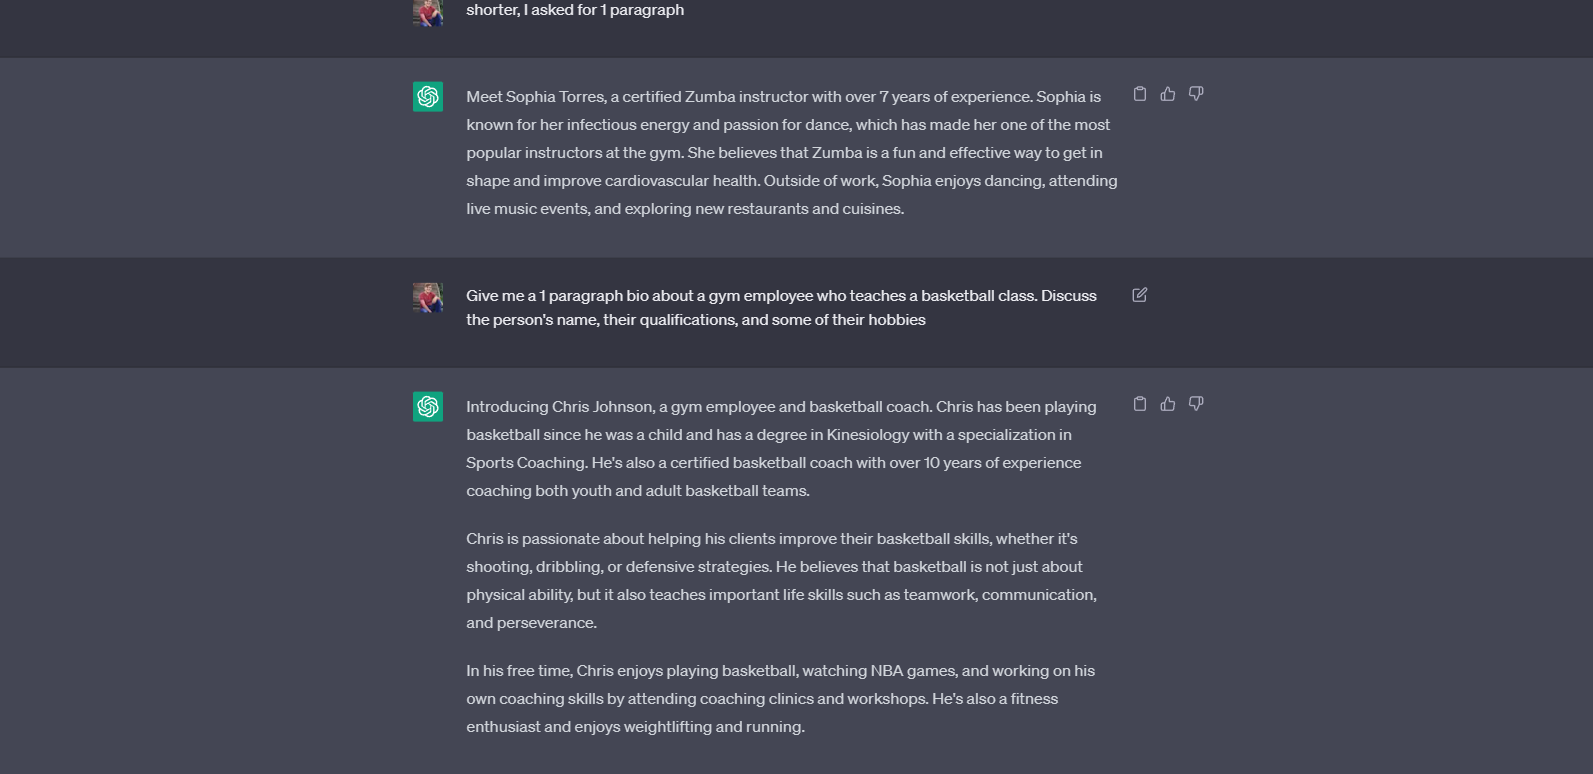 shorter, I asked for 1 paragraph
Meet Sophia Torres, a certified Zumba instructor with over 7 years of experience. Sophia is
known for her infectious energy and passion for dance, which has made her one of the most
popular instructors at the gym. She believes that Zumba is a fun and effective way to get in
shape and improve cardiovascular health. Outside of work, Sophia enjoys dancing, attending
live music events, and exploring new restaurants and cuisines.
Give me a 1 paragraph bio about a gym employee who teaches a basketball class. Discuss
the person's name, their qualifications, and some of their hobbies
Introducing Chris Johnson, a gym employee and basketball coach. Chris has been playing
basketball since he was a child and has a degree in Kinesiology with a specialization in
Sports Coaching. He's also a certified basketball coach with over 10 years of experience
coaching both youth and adult basketball teams.
Chris is passionate about helping his clients improve their basketball skills, whether it's
shooting, dribbling, or defensive strategies. He believes that basketball is not just about
physical ability, but it also teaches important life skills such as teamwork, communication,
and perseverance.
In his free time, Chris enjoys playing basketball, watching NBA games, and working on his
own coaching skills by attending coaching clinics and workshops. He's also a fitness
enthusiast and enjoys weightlifting and running.